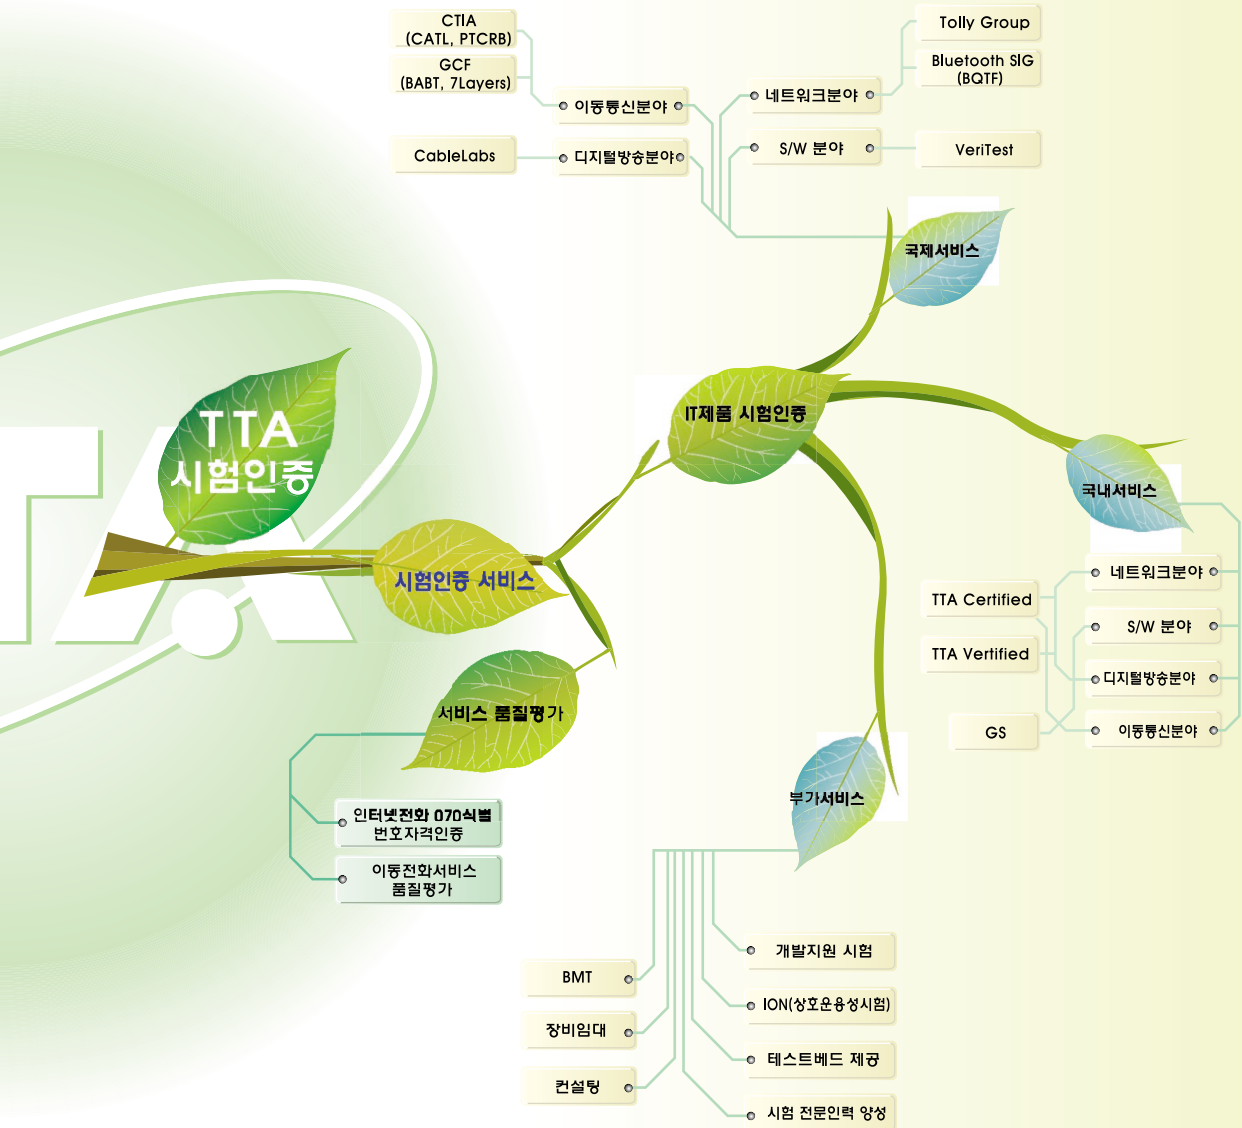 CTIA
(CATL, PTCRB)
GCF
(BABT, 7Layers)
이동통신분야
CableLabs
디지털방송분야
Tolly Group
Bluetooth SIG
(BQTF)
네트워크분야
S/W 분야
VeriTest
국제서비스
TTA
시험인증
IT제품 시험인증
국내서비스
시험인증 서비스
네트워크분야
TTA Certified
S/W 분야
TTA Vertified
디지털방송분야
GS
이동통신분야
서비스 품질평가
인터넷전화 070식별
번호자격인증
이동전화서비스
품질평가
부가서비스
BMT
장비임대
컨설팅
개발지원 시험
ION(상호운용성시험)
테스트베드 제공
시험 전문인력 양성